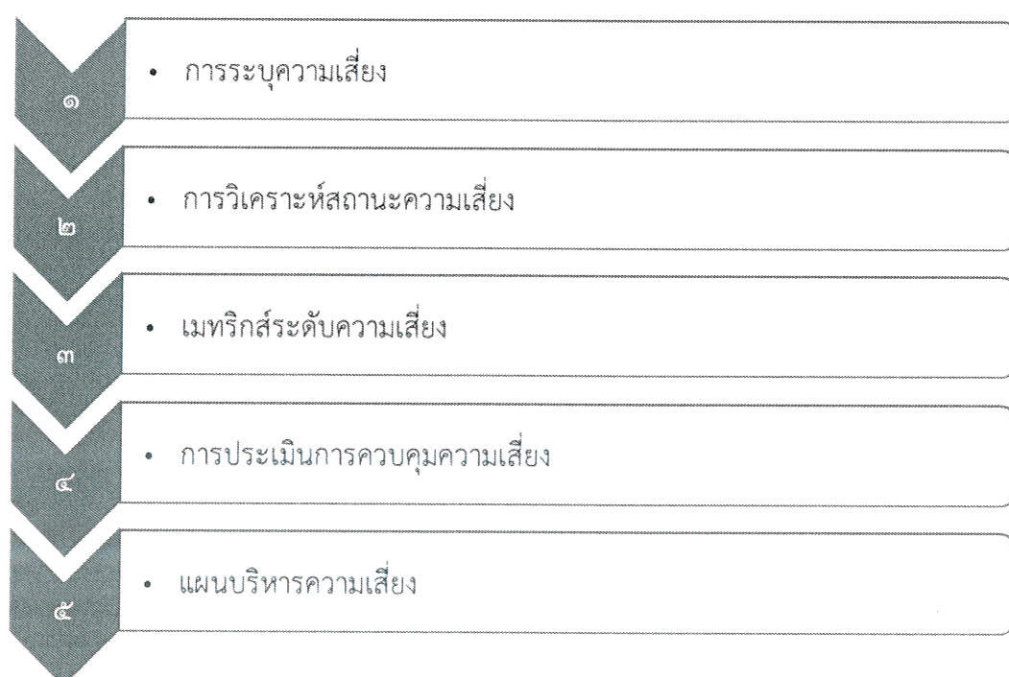 ๑
• การระบุความเสี่ยง
๒
• การวิเคราะห์สถานะความเสี่ยง
๓
• เมทริกส์ระดับความเสี่ยง
๔
• การประเมินการควบคุมความเสี่ยง
๕
• แผนบริหารความเสี่ยง